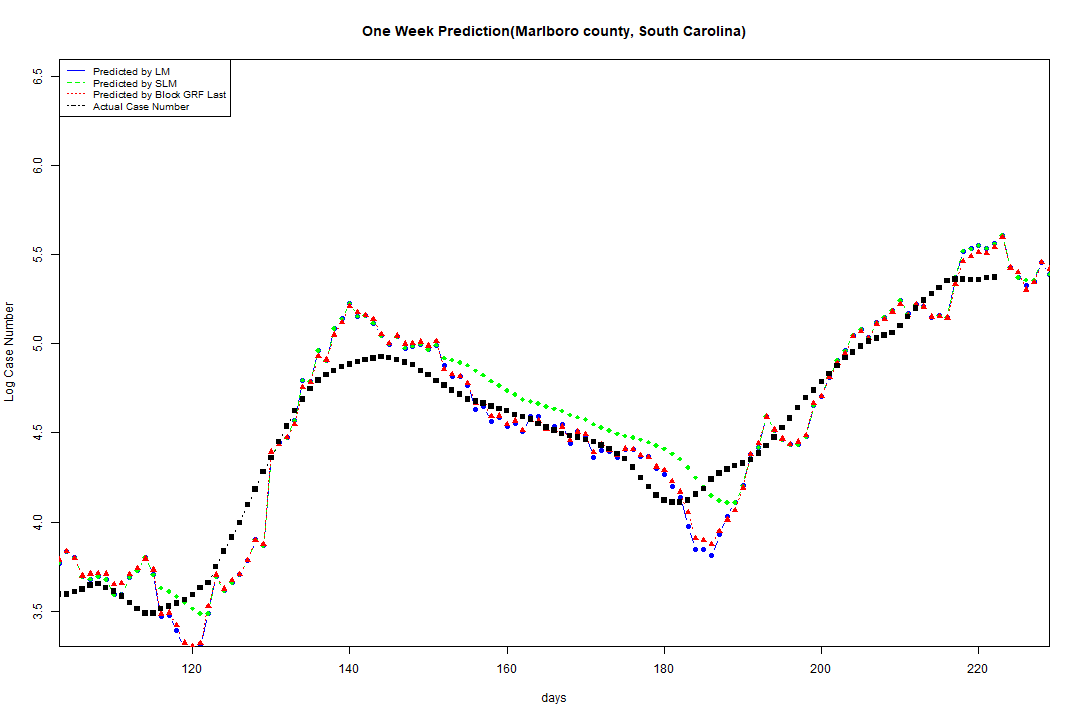 One Week Prediction(Marlboro county, South Carolina)
Predicted by LM
Predicted by SLM
Predicted by Block GRF Last
Actual Case Number
6.5
6.0
5.5
5.0
4.5
4.0
3.5
Log Case Number
120 140 160 180 200 220
days